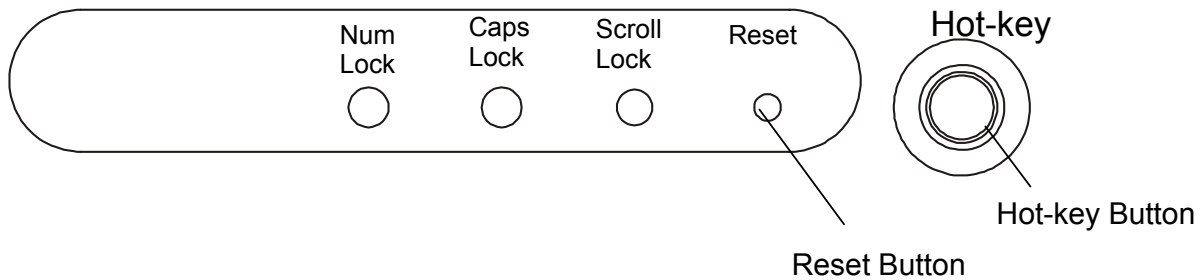 Num
Lock
Caps
Lock
Scroll
Lock
Reset
Hot-key
Hot-key Button
Reset Button